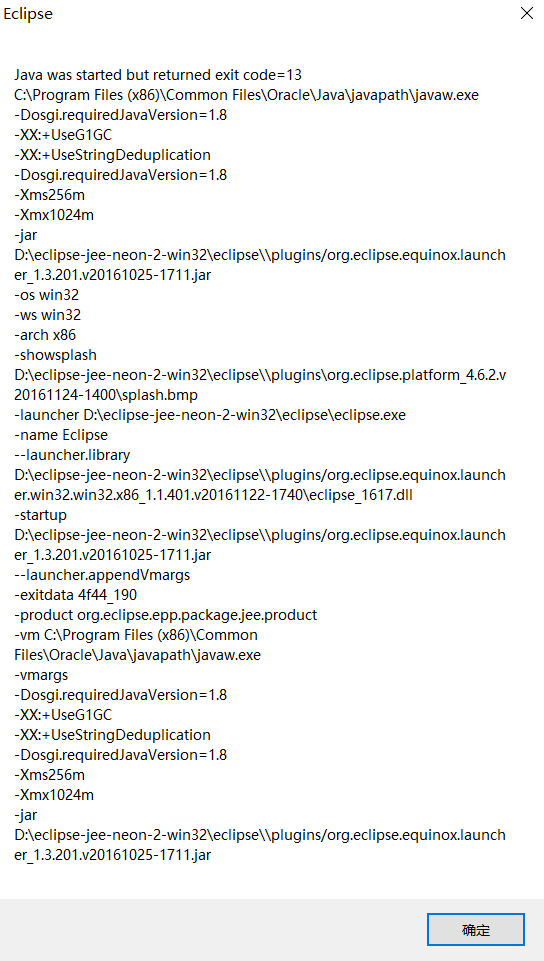 Eclipse
Java was started but returned exit code=13
C:\Program Files (x86)\Common Files\Oracle\Java\javapath\javaw.exe
-Dosgi.requiredJavaVersion=1.8
-XX:+UseG1GC
-XX:+UseStringDeduplication
-Dosgi.requiredJavaVersion=1.8
-Xms256m
-Xmx1024m
-jar
D:\eclipse-jee-neon-2-win32\eclipse\\plugins/org.eclipse.equinox.launch
er_1.3.201.v20161025-1711.jar
-os win32
-ws win32
-arch x86
-showsplash
D:\eclipse-jee-neon-2-win32\eclipse\\plugins\org.eclipse.platform_4.6.2.v
20161124-1400\splash.bmp
-launcher D:\eclipse-jee-neon-2-win32\eclipse\eclipse.exe
-name Eclipse
--launcher.library
D:\eclipse-jee-neon-2-win32\eclipse\\plugins/org.eclipse.equinox.launch
er.win32.win32.x86_1.1.401.v20161122-1740\eclipse_1617.dll
-startup
D:\eclipse-jee-neon-2-win32\eclipse\\plugins/org.eclipse.equinox.launch
er_1.3.201.v20161025-1711.jar
--launcher.appendVmargs
-exitdata 4f44_190
-product org.eclipse.epp.package.jee.product
-vm C:\Program Files (x86)\Common
Files\Oracle\Java\javapath\javaw.exe
-vmargs
-Dosgi.requiredJavaVersion=1.8
-XX:+UseG1GC
-XX:+UseStringDeduplication
-Dosgi.requiredJavaVersion=1.8
-Xms256m
-Xmx1024m
-jar
D:\eclipse-jee-neon-2-win32\eclipse\\plugins/org.eclipse.equinox.launch
er_1.3.201.v20161025-1711.jar
确定